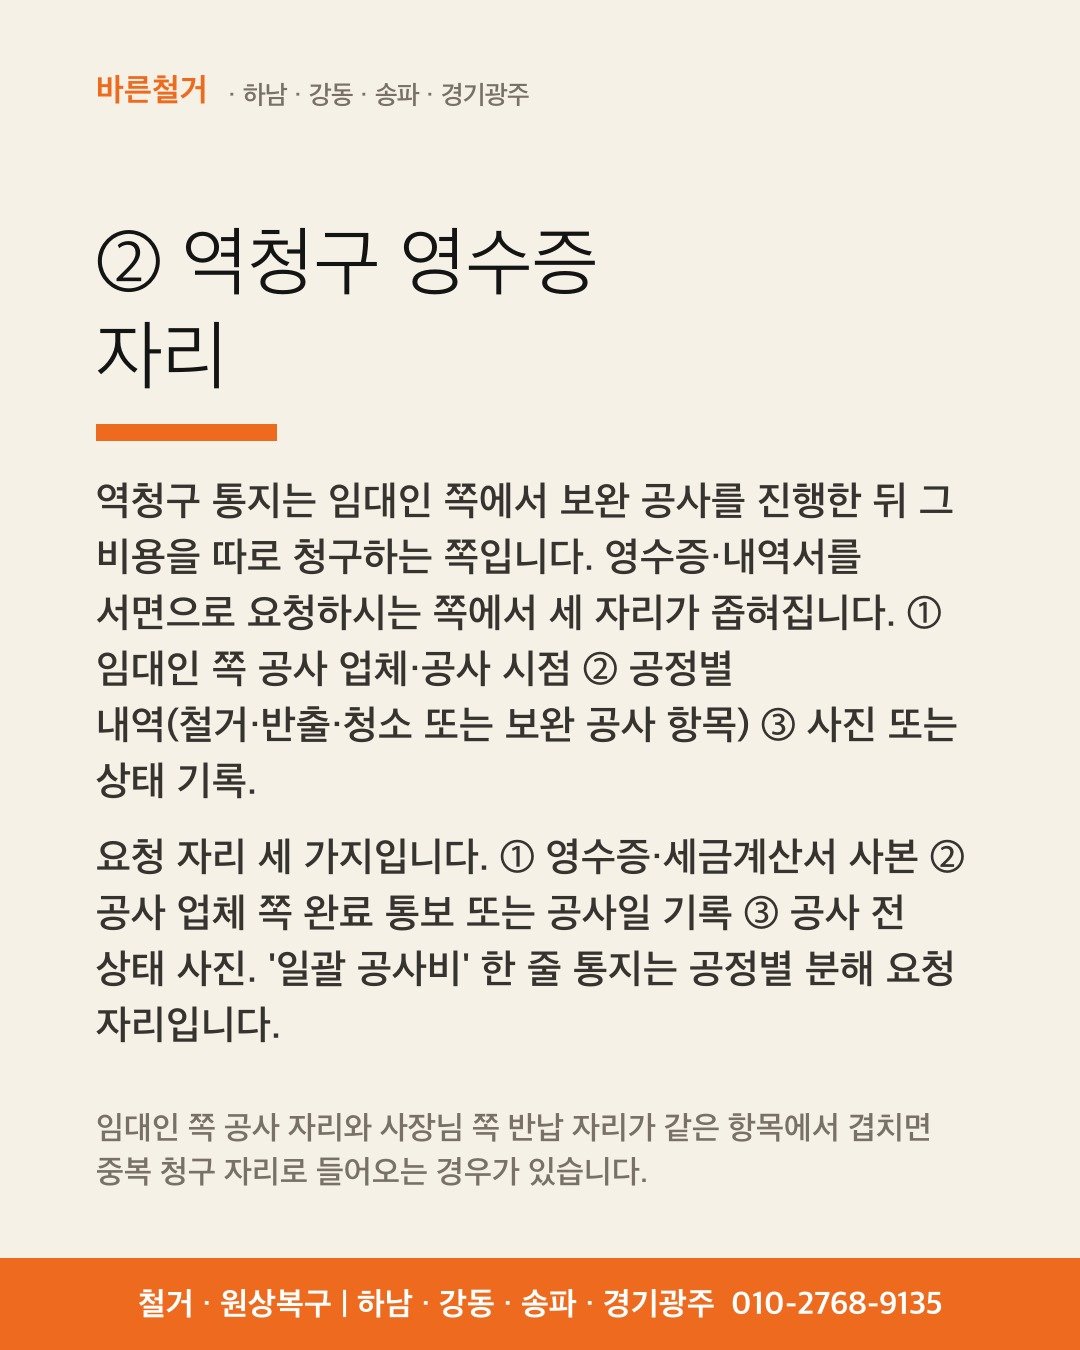 바른철거 · 하남 · 강동 · 송파 · 경기광주
② 역청구 영수증
자리
역청구 통지는 임대인 쪽에서 보완 공사를 진행한 뒤 그
비용을 따로 청구하는 쪽입니다. 영수증·내역서를
서면으로 요청하시는 쪽에서 세 자리가 좁혀집니다. ①
임대인 쪽 공사 업체·공사 시점 ② 공정별
내역(철거·반출·청소 또는 보완 공사 항목) ③ 사진 또는
상태 기록.
요청 자리 세 가지입니다. ① 영수증·세금계산서 사본 ②
공사 업체 쪽 완료 통보 또는 공사일 기록 ③ 공사 전
상태 사진. '일괄 공사비' 한 줄 통지는 공정별 분해 요청
자리입니다.
임대인 쪽 공사 자리와 사장님 쪽 반납 자리가 같은 항목에서 겹치면
중복 청구 자리로 들어오는 경우가 있습니다.
철거 · 원상복구 | 하남 · 강동 · 송파 · 경기광주 010-2768-9135